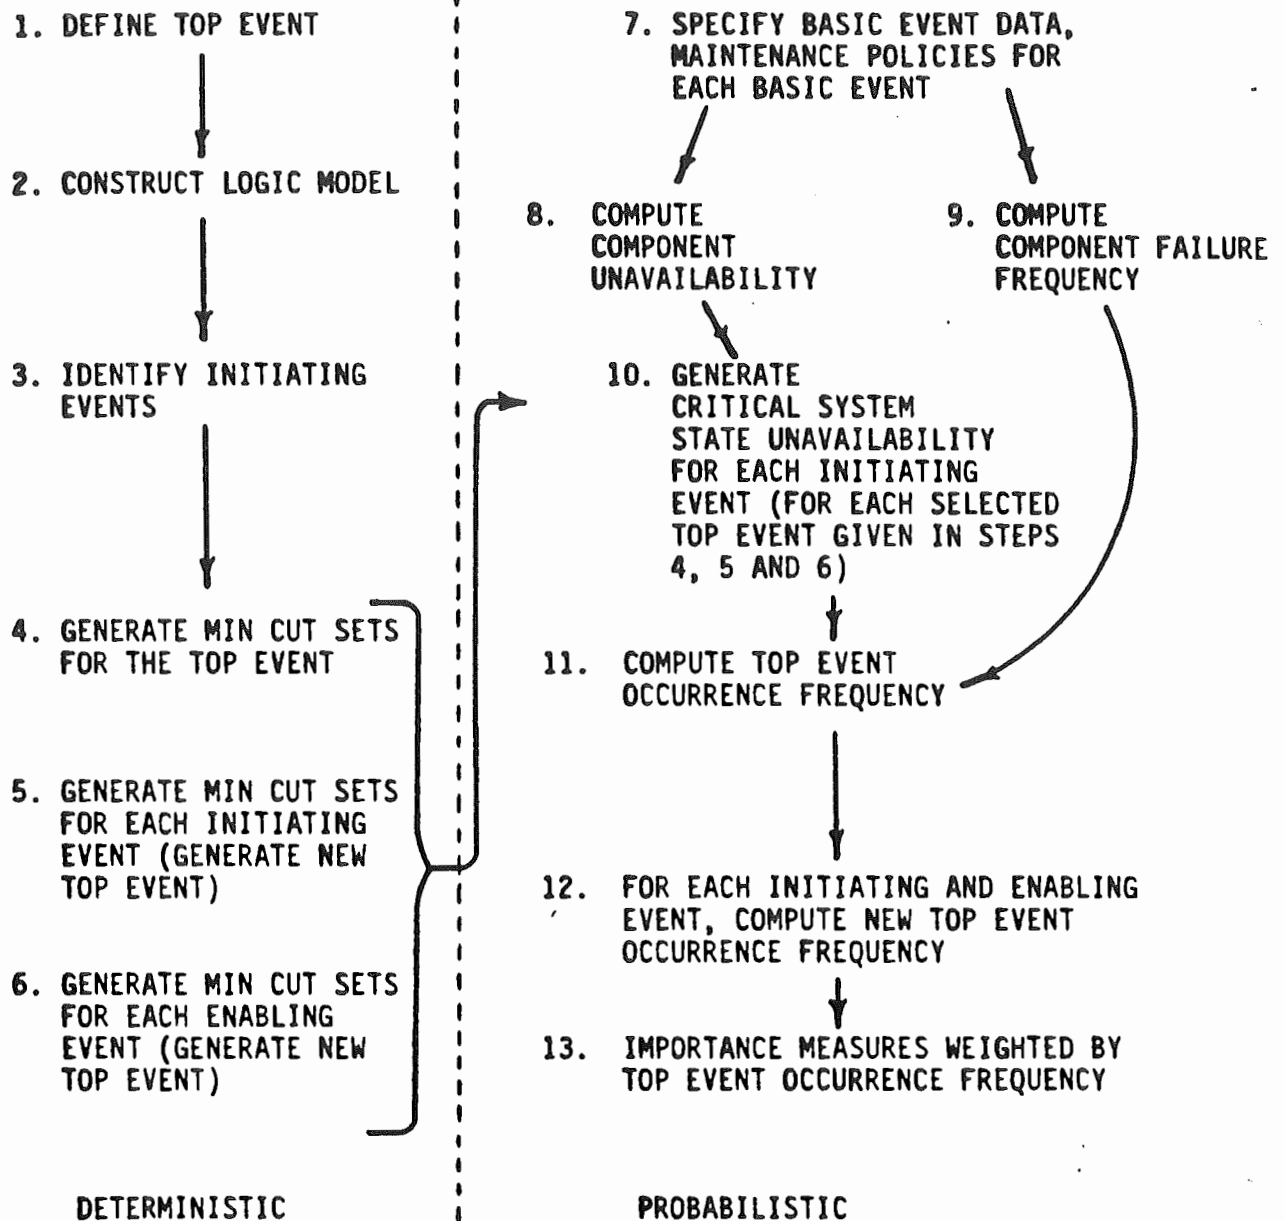 1. DEFINE TOP EVENT
2. CONSTRUCT LOGIC MODEL
3. IDENTIFY INITIATING
EVENTS
4. GENERATE MIN CUT SETS
FOR THE TOP EVENT
5. GENERATE MIN CUT SETS
FOR EACH INITIATING
EVENT (GENERATE NEW
TOP EVENT)
6. GENERATE MIN CUT SETS
FOR EACH ENABLING
EVENT (GENERATE NEW
TOP EVENT)
DETERMINISTIC
7. SPECIFY BASIC EVENT DATA,
MAINTENANCE POLICIES FOR
EACH BASIC EVENT
8. COMPUTE
COMPONENT
UNAVAILABILITY
9. COMPUTE
COMPONENT FAILURE
FREQUENCY
10. GENERATE
CRITICAL SYSTEM
STATE UNAVAILABILITY
FOR EACH INITIATING
EVENT (FOR EACH SELECTED
TOP EVENT GIVEN IN STEPS
4, 5 AND 6)
11. COMPUTE TOP EVENT
OCCURRENCE FREQUENCY
12. FOR EACH INITIATING AND ENABLING
EVENT, COMPUTE NEW TOP EVENT
OCCURRENCE FREQUENCY
13. IMPORTANCE MEASURES WEIGHTED BY
TOP EVENT OCCURRENCE FREQUENCY
PROBABILISTIC